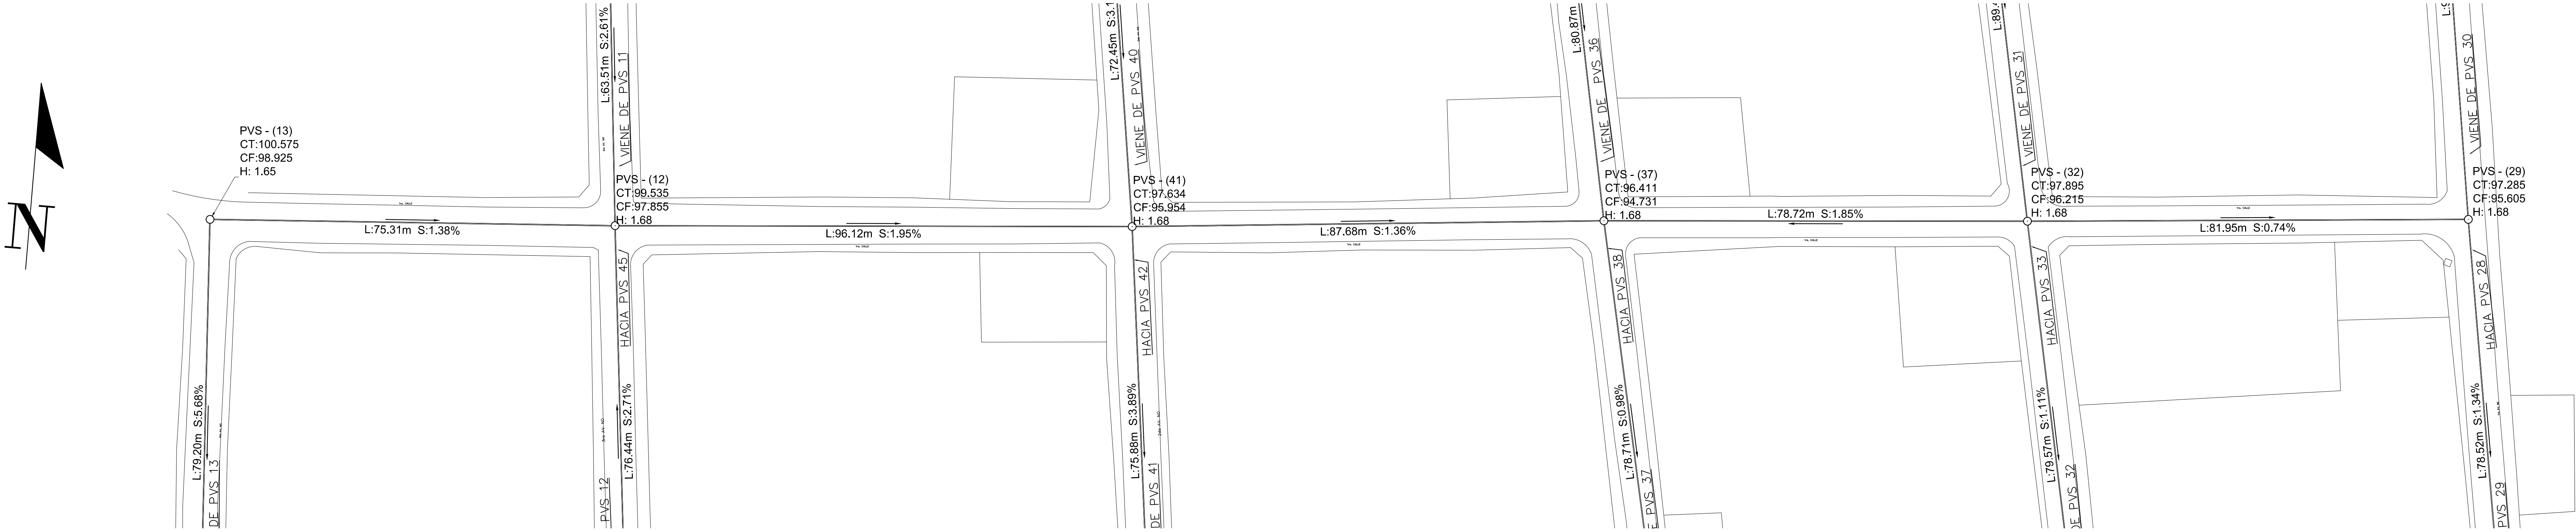 N
PVS - (13)
CT:100.575
CF:98.925
H: 1.65
L:75.31m S:1.38%
L:79.20m S:5.68%
DE PVS 13
L:63.51m S:2.61%
VIENE DE PVS 11
PVS - (12)
CT:99.535
CF:97.855
H: 1.68
HACIA PVS 45
L:76.44m S:2.71%
PVS 12
L:96.12m S:1.95%
L:72.45m S:3.1
VIENE DE PVS 40
PVS - (41)
CT:97.634
CF:95.954
H: 1.68
HACIA PVS 42
L:75.88m S:3.89%
DE PVS 41
L:87.68m S:1.36%
L:80.87m
VIENE DE PVS 36
PVS - (37)
CT:96.411
CF:94.731
H: 1.68
HACIA PVS 38
L:78.71m S:0.98%
PVS 37
L:78.72m S:1.85%
VIENE DE PVS 31
PVS - (32)
CT:97.895
CF:96.215
H: 1.68
HACIA PVS 33
L:79.57m S:1.11%
DE PVS 32
L:81.95m S:0.74%
VIENE DE PVS 30
PVS - (29)
CT:97.285
CF:95.605
H: 1.68
HACIA PVS 28
L:78.52m S:1.34%
PVS 29